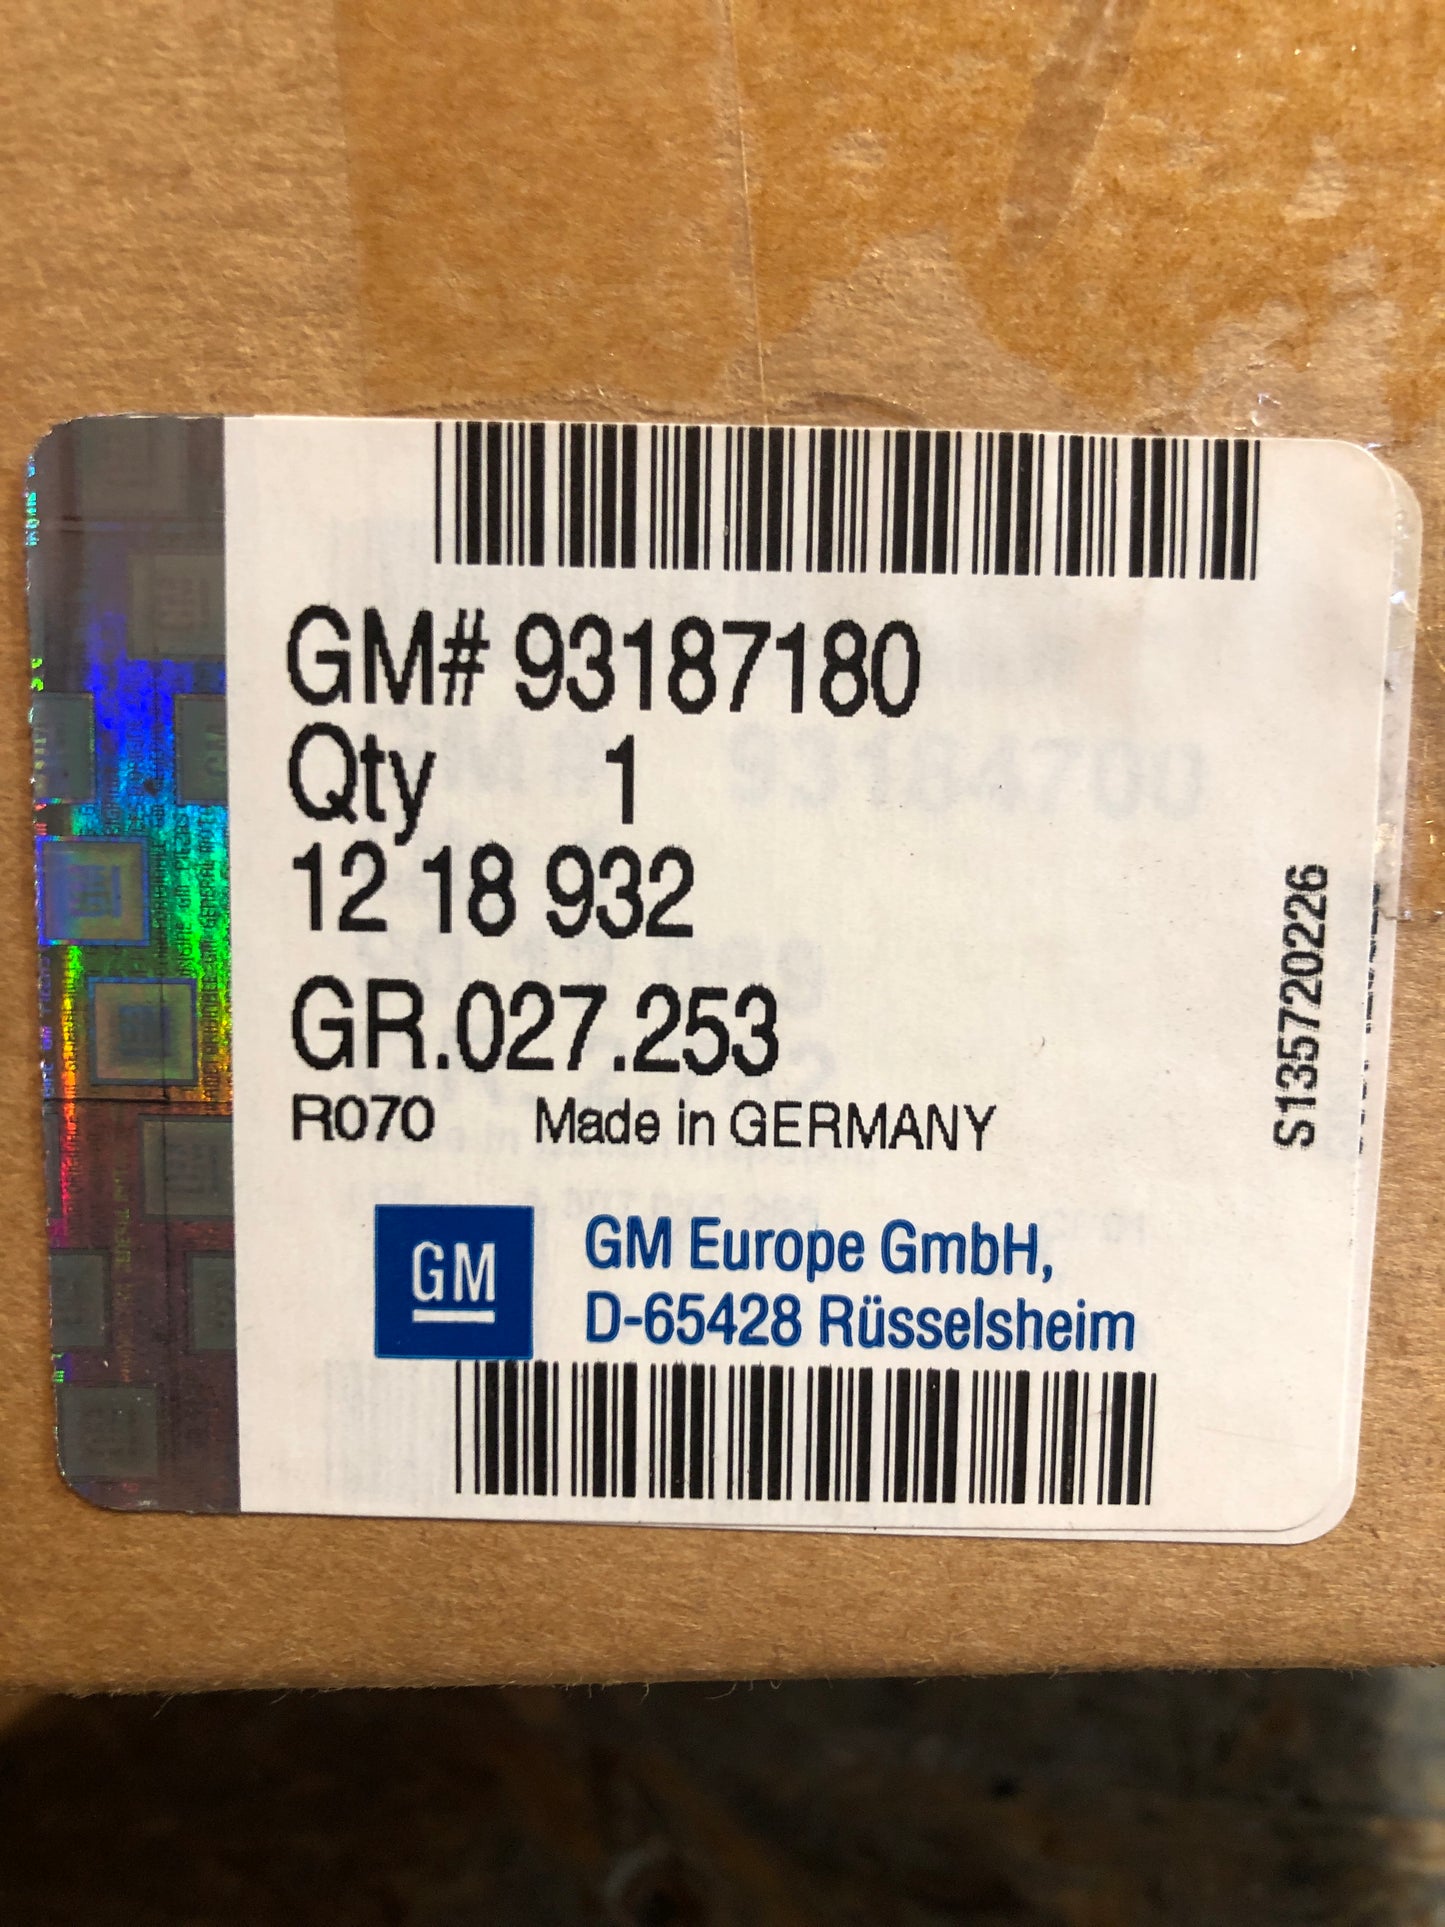 GM# 93187180
Qty 1
12 18 932
GR.027.253
R070 Made in GERMANY
S13572026
GM
GM Europe GmbH,
D-65428 Rüsselsheim